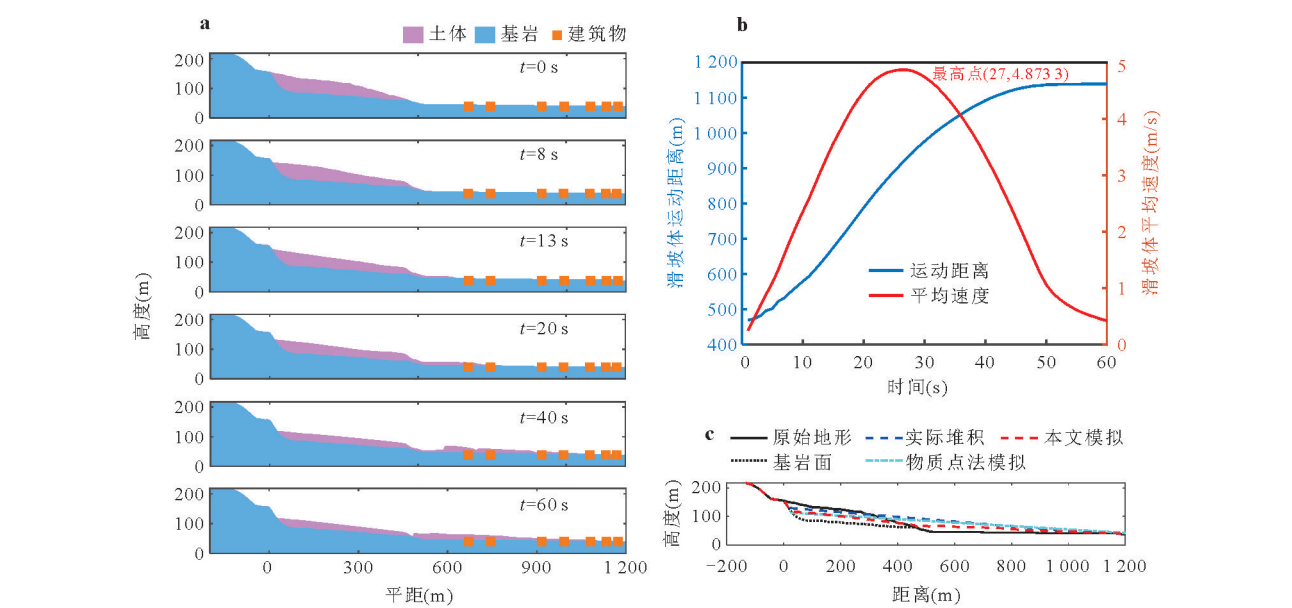 a
土体 基岩 建筑物
200
100
0
t=0 s
200
100
0
t=8 s
200
100
0
t=13 s
200
100
0
t=20 s
200
100
0
t=40 s
200
100
0
t=60 s
高度(m)
0 300 600 900 1 200
平距(m)
b
1 200
1 100
1 000
900
800
700
600
500
400
滑坡体运动距离(m)
最高点(27,4.873 3)
运动距离
平均速度
5
4
3
2
1
0
滑坡体平均速度(m/s)
0 10 20 30 40 50 60
时间(s)
c
原始地形 实际堆积 本文模拟
基岩面 物质点法模拟
200
100
0
高度(m)
−200 0 200 400 600 800 1 000 1 200
距离(m)